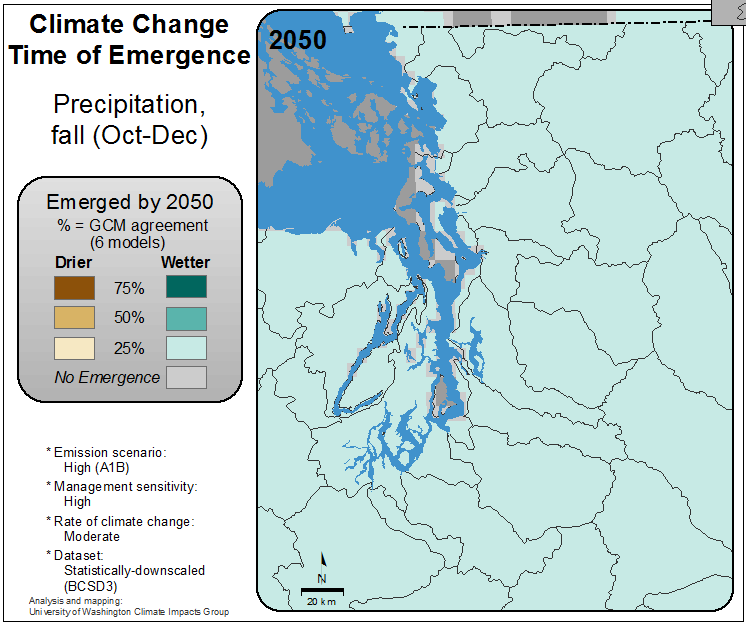 Climate Change
Time of Emergence
Precipitation,
fall (Oct-Dec)
Emerged by 2050
% = GCM agreement
(6 models)
Drier
Wetter
75%
50%
25%
No Emergence
* Emission scenario:
High (A1B)
* Management sensitivity:
High
* Rate of climate change:
Moderate
* Dataset:
Statistically-downscaled
(BCSD3)
Analysis and mapping:
University of Washington Climate Impacts Group
2050
N
20 km